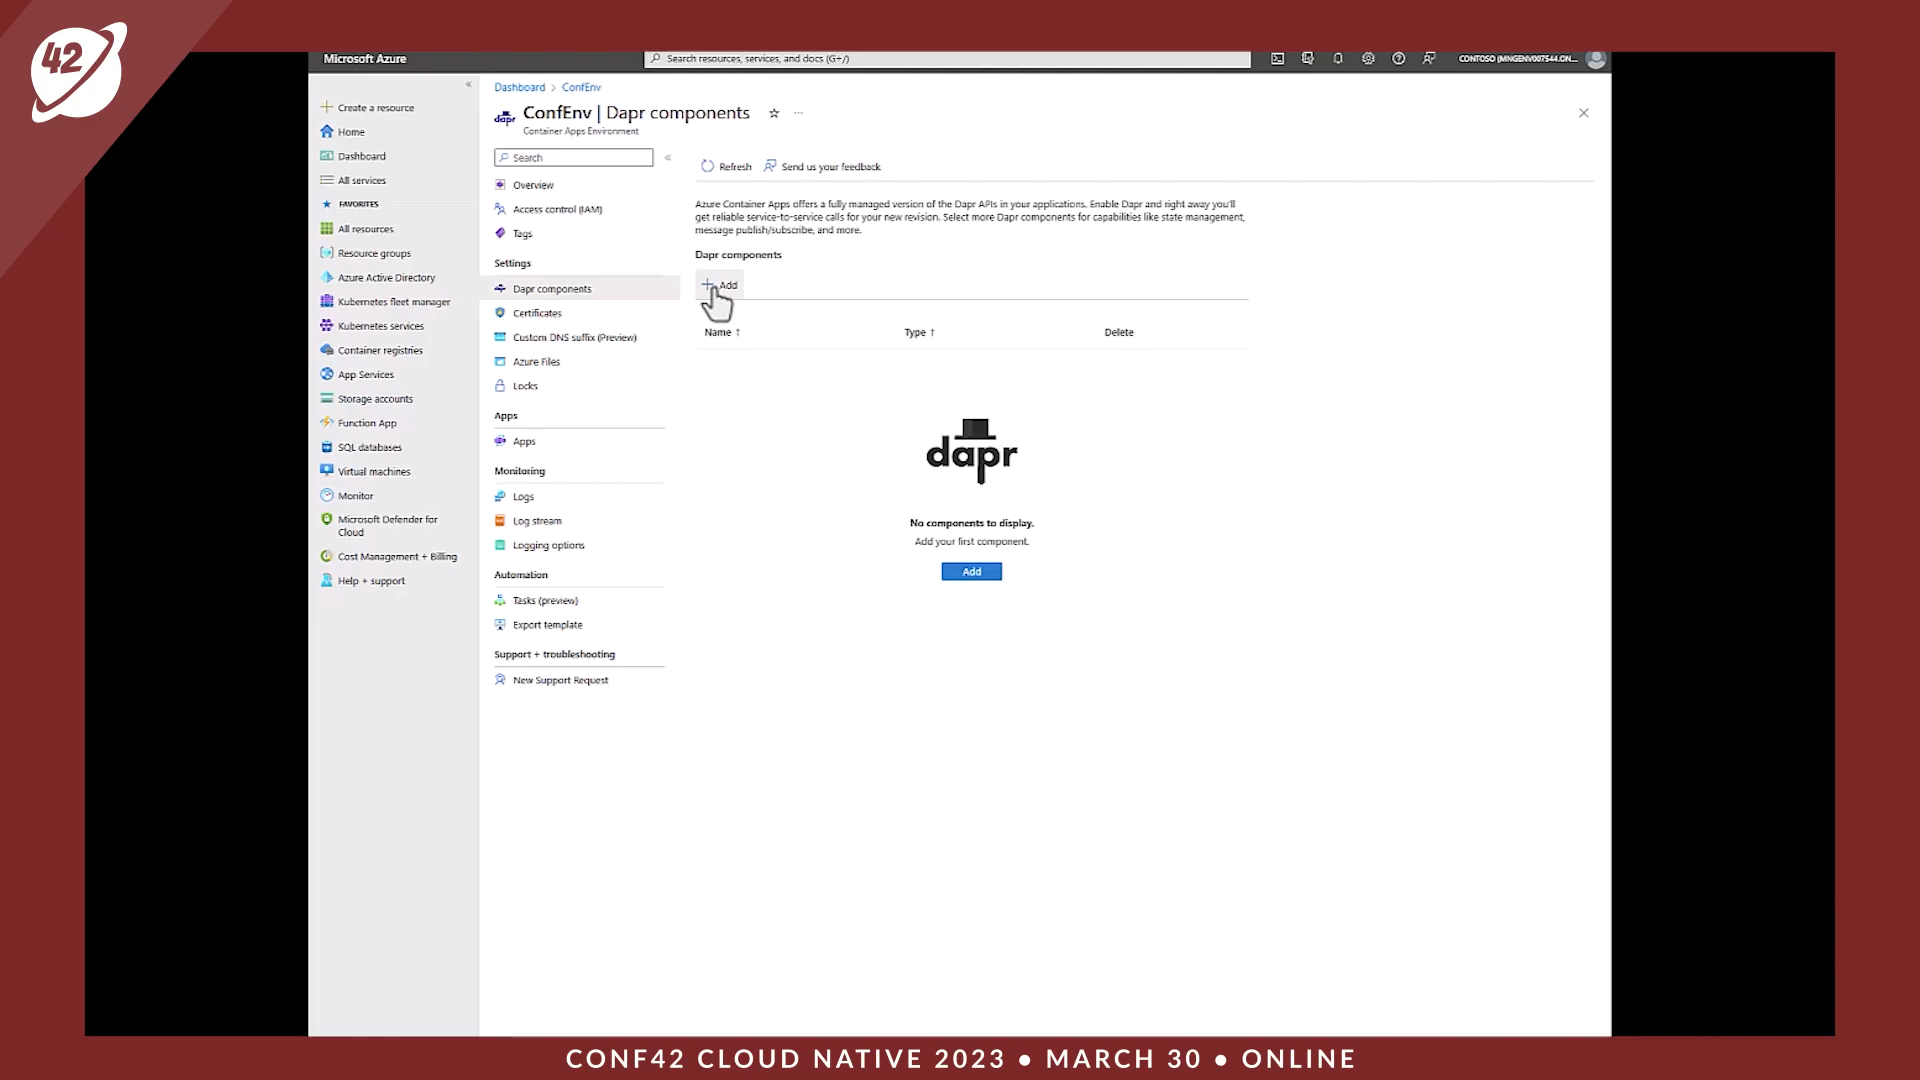 42
Microsoft Azure
Search resources, services, and docs (G+/)
CONTOSO (MNGENV007544.ON...
Create a resource
Home
Dashboard
All services
FAVORITES
All resources
Resource groups
Azure Active Directory
Kubernetes fleet manager
Kubernetes services
Container registries
App Services
Storage accounts
Function App
SQL databases
Virtual machines
Monitor
Microsoft Defender for
Cloud
Cost Management + Billing
Help + support
Dashboard > ConfEnv
dapr
ConfEnv | Dapr components
Container Apps Environment
Search
Overview
Access control (IAM)
Tags
Settings
Dapr components
Certificates
Custom DNS suffix (Preview)
Azure Files
Locks
Apps
Apps
Monitoring
Logs
Log stream
Logging options
Automation
Tasks (preview)
Export template
Support + troubleshooting
New Support Request
Refresh
Send us your feedback
Azure Container Apps offers a fully managed version of the Dapr APIs in your applications. Enable Dapr and right away you'll
get reliable service-to-service calls for your new revision. Select more Dapr components for capabilities like state management,
message publish/subscribe, and more.
Dapr components
Add
Name ↑ Type ↑ Delete
dapr
No components to display.
Add your first component.
Add
CONF42 CLOUD NATIVE 2023 • MARCH 30 • ONLINE